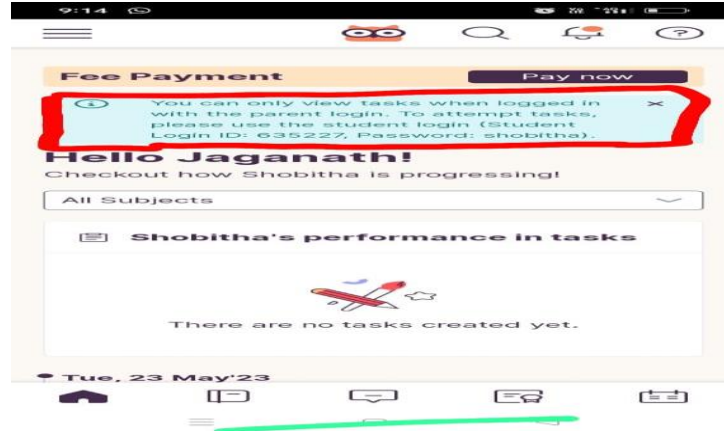 9:14
Fee Payment
Pay now
You can only view tasks when logged in
with the parent login. To attempt tasks,
please use the student login (Student
Login ID: 635227, Password: shobitha).
Hello Jaganath!
Checkout how Shobitha is progressing!
All Subjects
Shobitha's performance in tasks
There are no tasks created yet.
Tue, 23 May'23